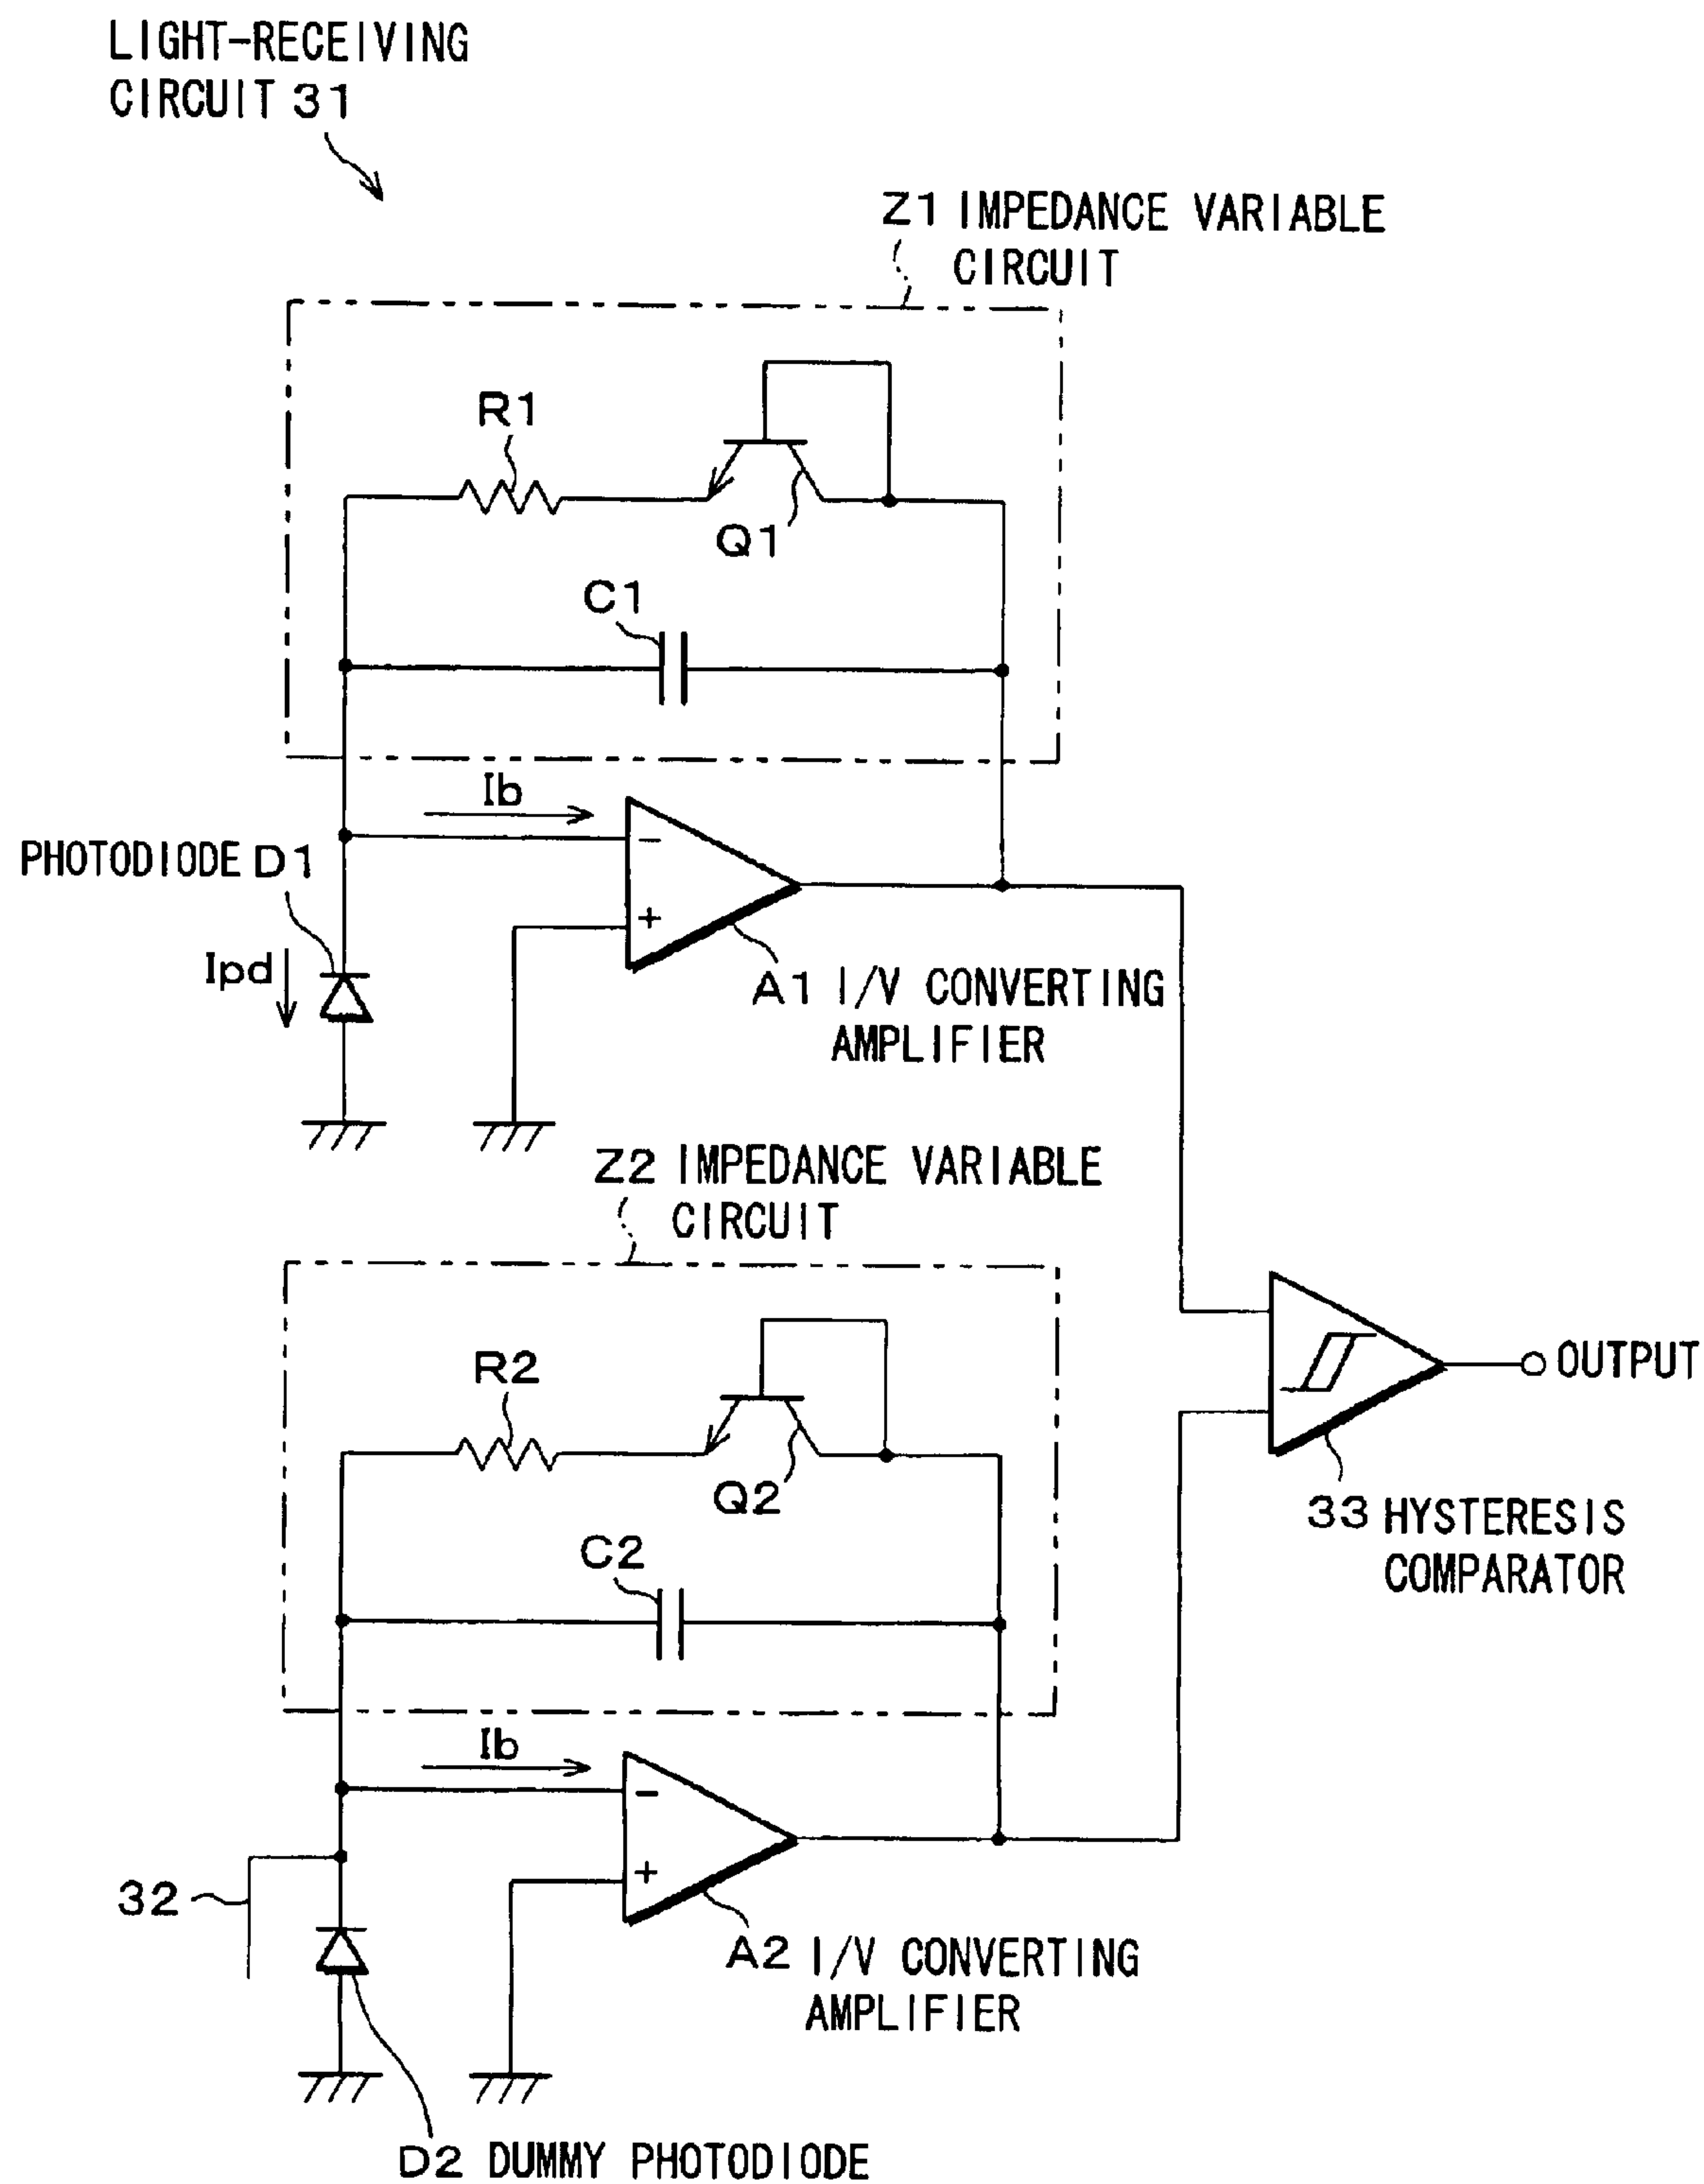 LIGHT-RECEIVING
CIRCUIT 31
Z1 IMPEDANCE VARIABLE
CIRCUIT
R1
Q1
C1
Ib
PHOTODIODE D1
Ipd
A1 I/V CONVERTING
AMPLIFIER
Z2 IMPEDANCE VARIABLE
CIRCUIT
R2
Q2
OUTPUT
33 HYSTERESIS
COMPARATOR
C2
Ib
32
A2 I/V CONVERTING
AMPLIFIER
D2 DUMMY PHOTODIODE